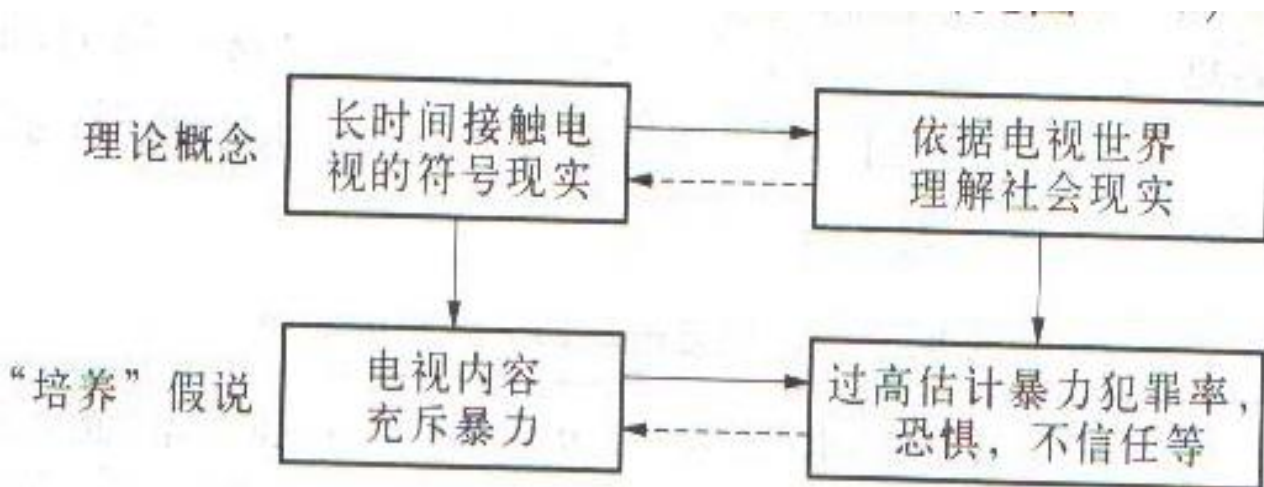 理论概念
长时间接触电
视的符号现实
依据电视世界
理解社会现实
“培养”假说
电视内容
充斥暴力
过高估计暴力犯罪率，
恐惧，不信任等